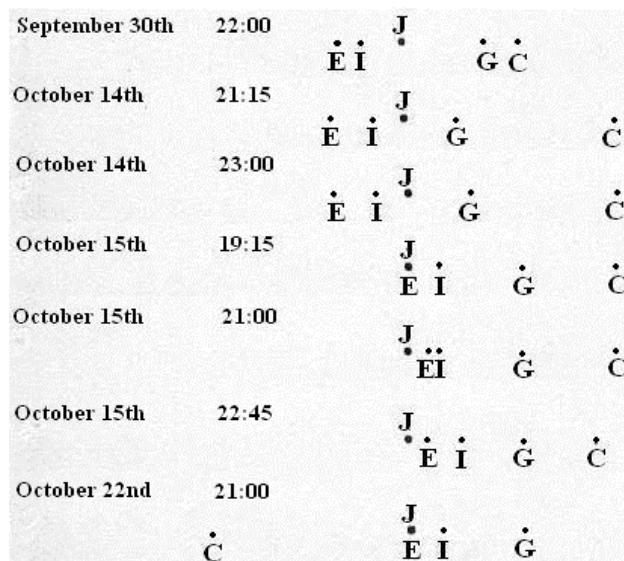 September 30th 22:00 J
E I G C
October 14th 21:15 J
E I G C
October 14th 23:00 J
E I G C
October 15th 19:15 J
E I G C
October 15th 21:00 J
E I G C
October 15th 22:45 J
E I G C
October 22nd 21:00 J
C E I G